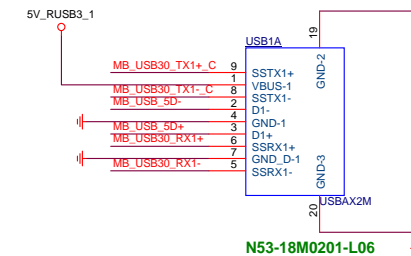 5V_RUSB3_1
USB1A
19
MB_USB30_TX1+_C 9 SSTX1+ GND-2
1 VBUS-1
MB_USB30_TX1-_C 8 SSTX1-
MB_USB_5D- 2 D1-
4 GND-1
MB_USB_5D+ 3 D1+
MB_USB30_RX1+ 6 SSRX1+
7 GND_D-1
MB_USB30_RX1- 5 SSRX1- GND-3
USBAX2M
20
N53-18M0201-L06